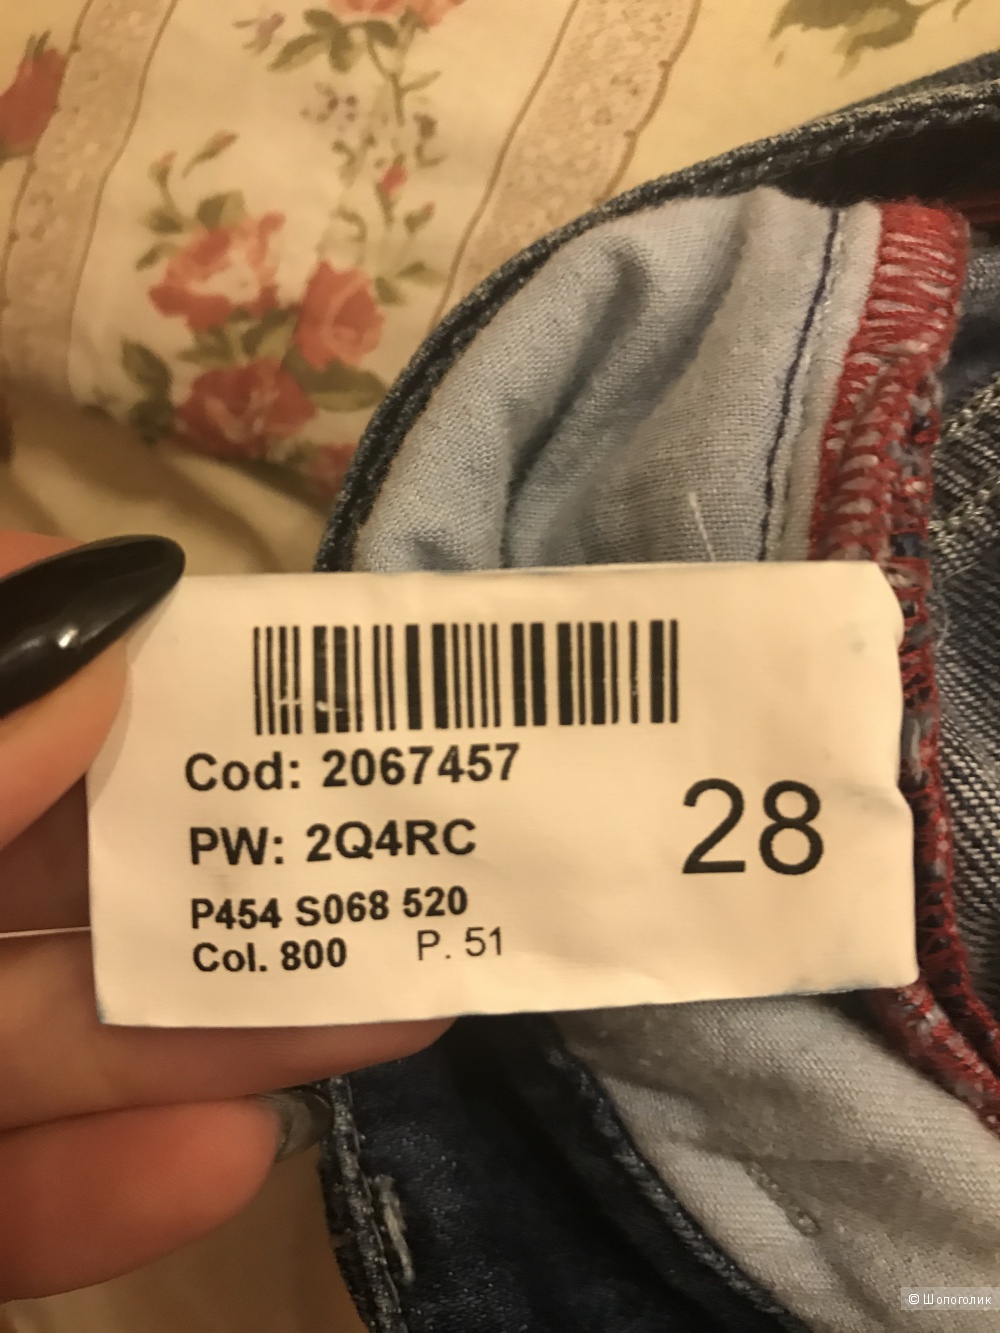 Cod: 2067457
PW: 2Q4RC
28
P454 S068 520
Col. 800 P. 51
© Шопоголик